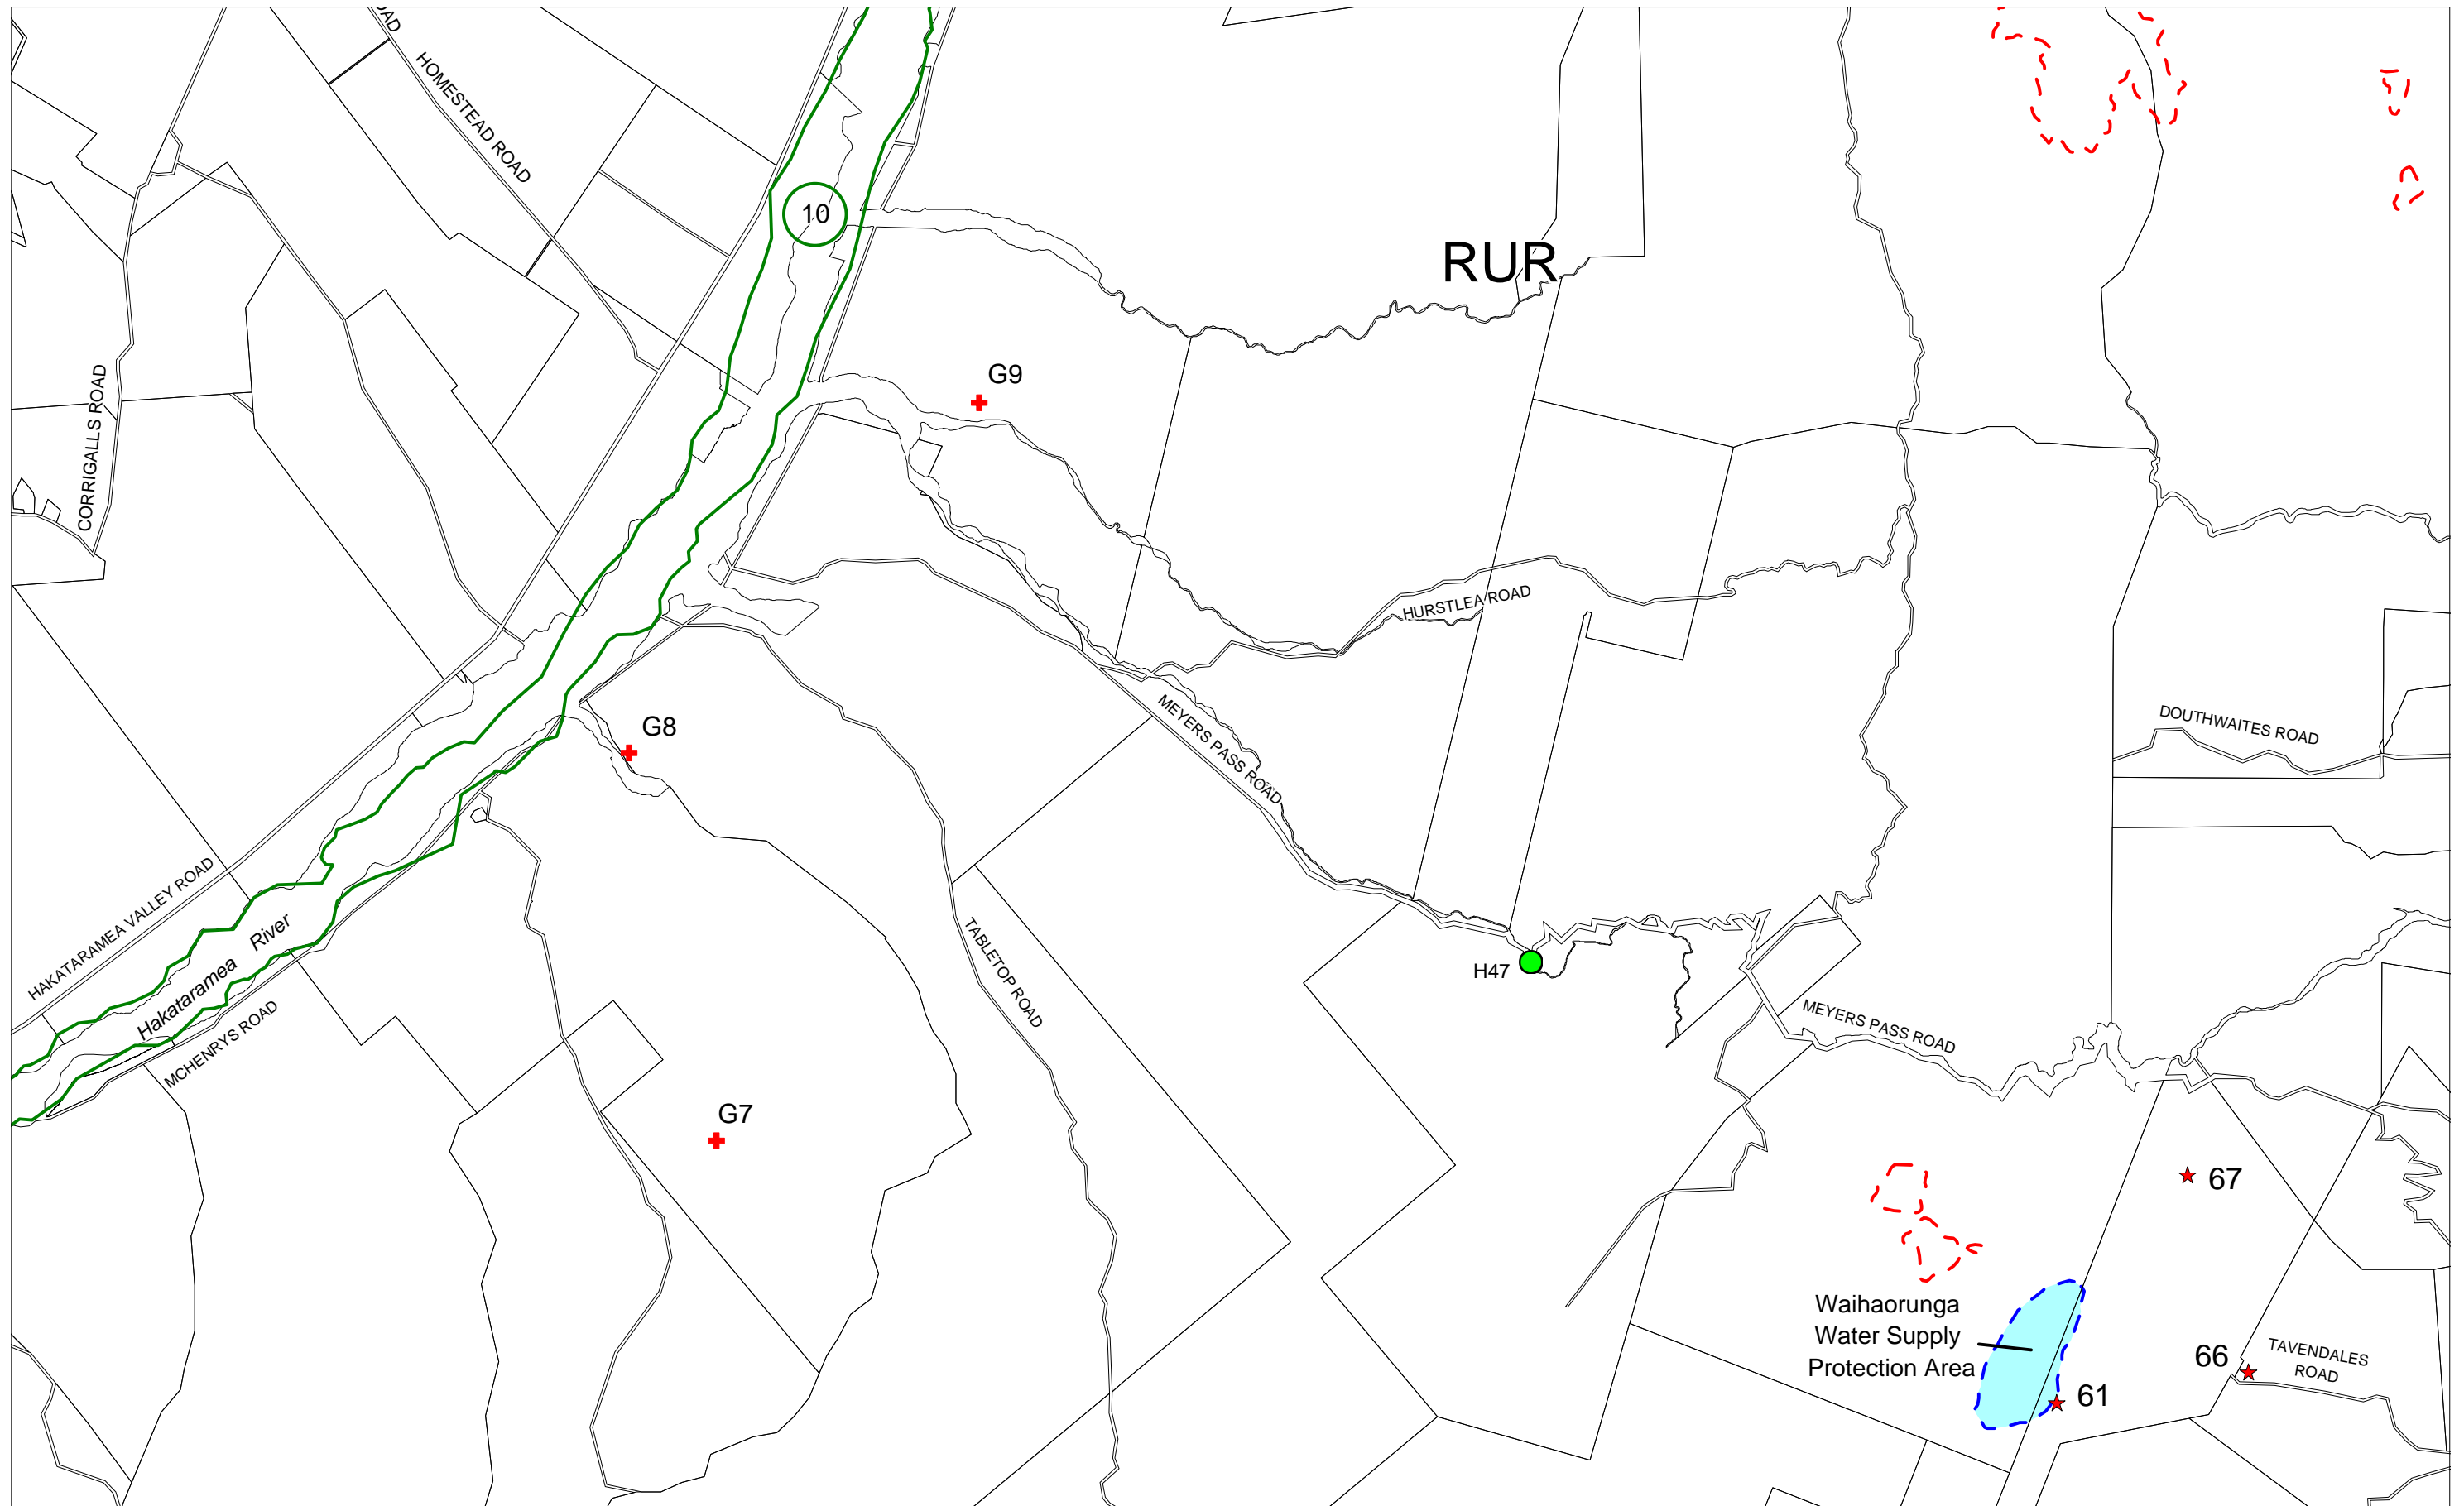 OAD
HOMESTEAD ROAD
10
RUR
G9
CORRIGALLS ROAD
HURSTLEA ROAD
G8
MEYERS PASS ROAD
DOUTHWAITES ROAD
HAKATARAMEA VALLEY ROAD
Hakataramea River
MCHENRYS ROAD
TABLETOP ROAD
H47
MEYERS PASS ROAD
G7
67
Waihaorunga
Water Supply
Protection Area
66
TAVENDALES
ROAD
61